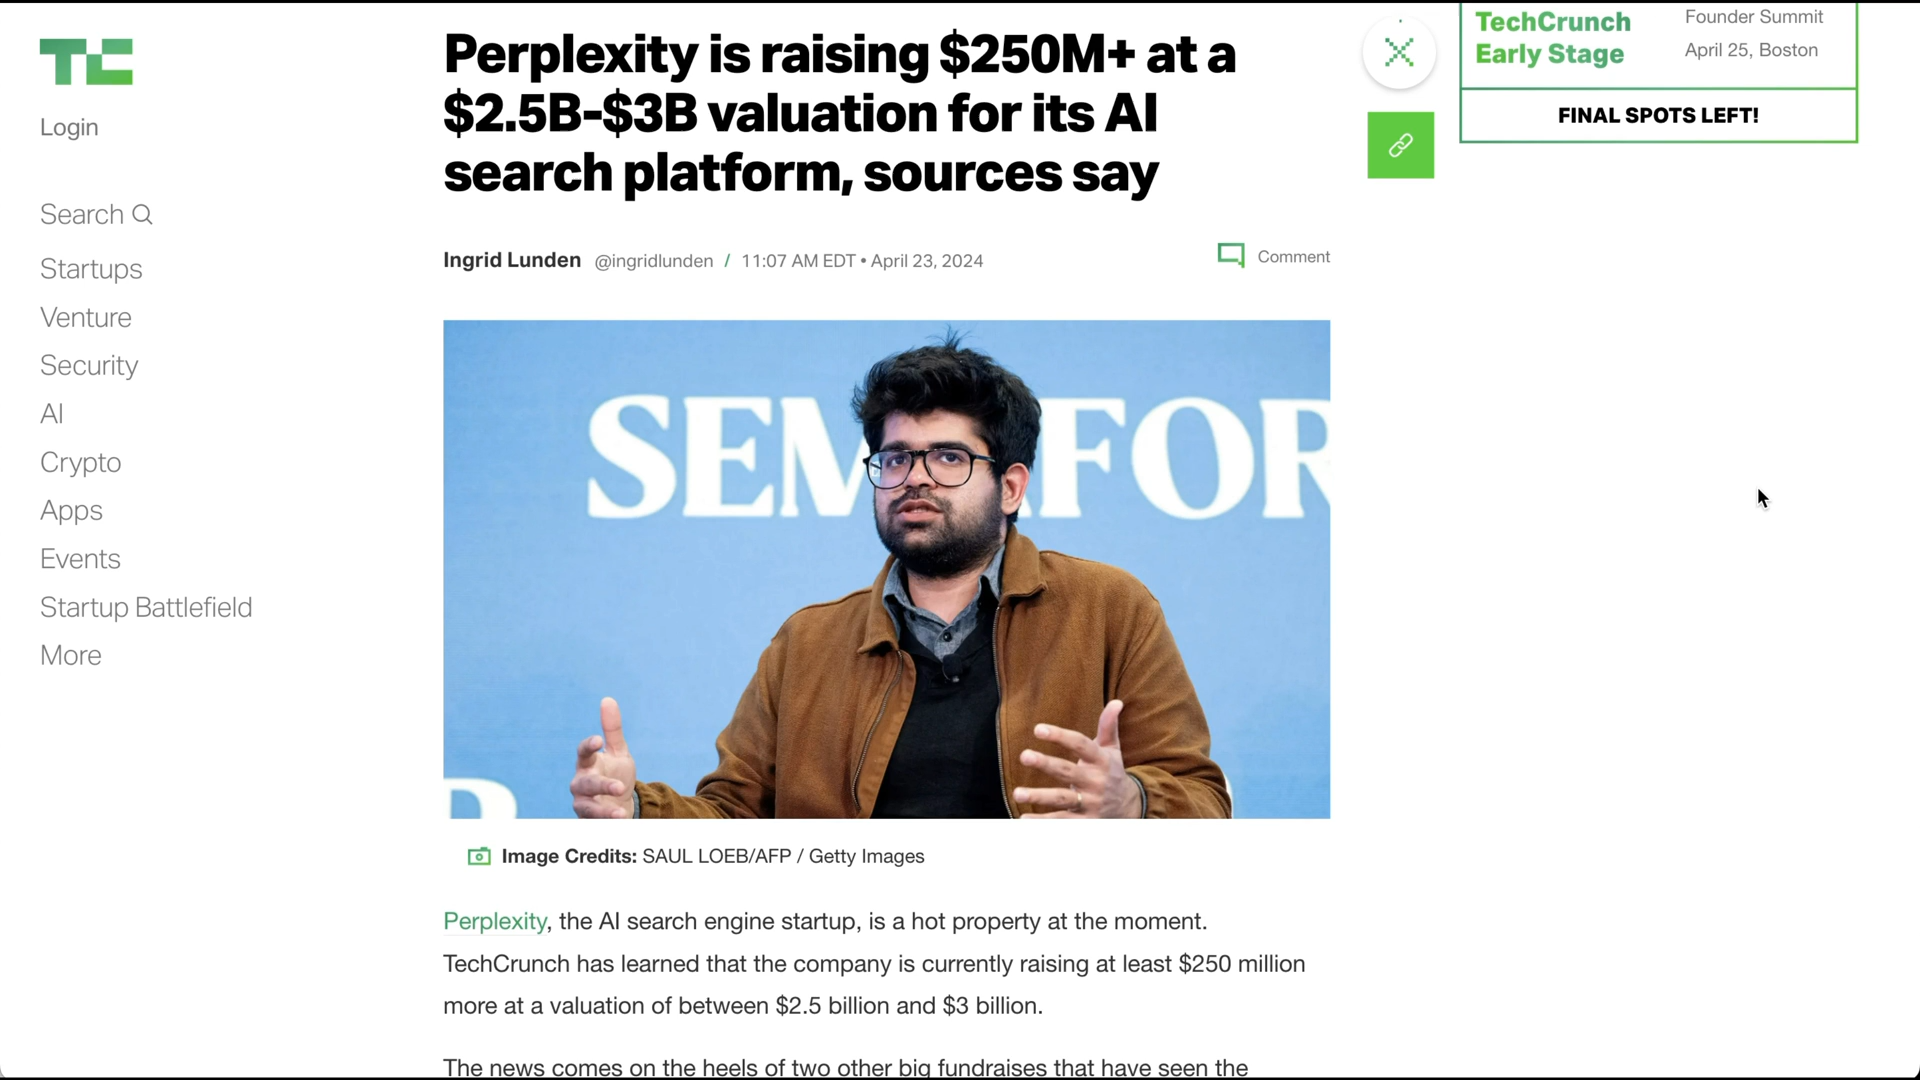 TC
Login
Search
Startups
Venture
Security
AI
Crypto
Apps
Events
Startup Battlefield
More
Perplexity is raising $250M+ at a
$2.5B-$3B valuation for its AI
search platform, sources say
Ingrid Lunden @ingridlunden / 11:07 AM EDT • April 23, 2024
Comment
SEMAFOR
Image Credits: SAUL LOEB/AFP / Getty Images
Perplexity, the AI search engine startup, is a hot property at the moment.
TechCrunch has learned that the company is currently raising at least $250 million
more at a valuation of between $2.5 billion and $3 billion.
The news comes on the heels of two other big fundraises that have seen the
TechCrunch
Early Stage
Founder Summit
April 25, Boston
FINAL SPOTS LEFT!